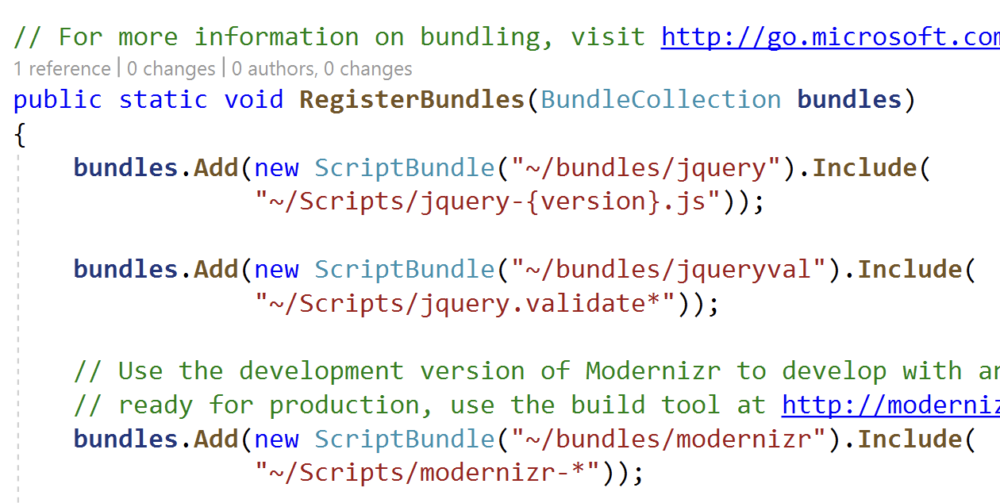 // For more information on bundling, visit http://go.microsoft.com
1 reference | 0 changes | 0 authors, 0 changes
public static void RegisterBundles(BundleCollection bundles)
{
bundles.Add(new ScriptBundle("~/bundles/jquery").Include(
"~/Scripts/jquery-{version}.js"));
bundles.Add(new ScriptBundle("~/bundles/jqueryval").Include(
"~/Scripts/jquery.validate*"));
// Use the development version of Modernizr to develop with
// ready for production, use the build tool at http://moderniz
bundles.Add(new ScriptBundle("~/bundles/modernizr").Include(
"~/Scripts/modernizr-*"));